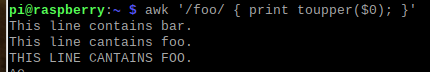 pi@raspberry:~ $ awk '/foo/ { print toupper($0); }'
This line contains bar.
This line cantains foo.
THIS LINE CANTAINS FOO.